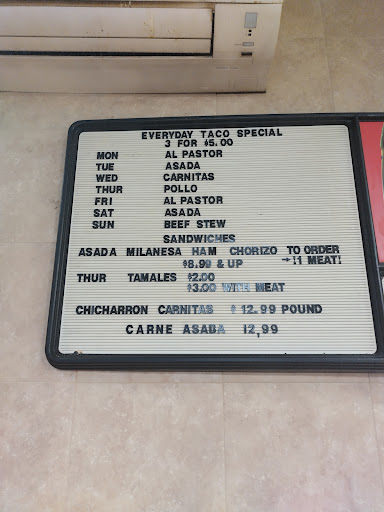 EVERYDAY TACO SPECIAL
3 FOR $5.00
MON AL PASTOR
TUE ASADA
WED CARNITAS
THUR POLLO
FRI AL PASTOR
SAT ASADA
SUN BEEF STEW
SANDWICHES
ASADA MILANESA HAM CHORIZO TO ORDER
$8.99 & UP →!1 MEAT!
THUR TAMALES $2.00
$3.00 WITH MEAT
CHICHARRON CARNITAS $12.99 POUND
CARNE ASADA 12,99